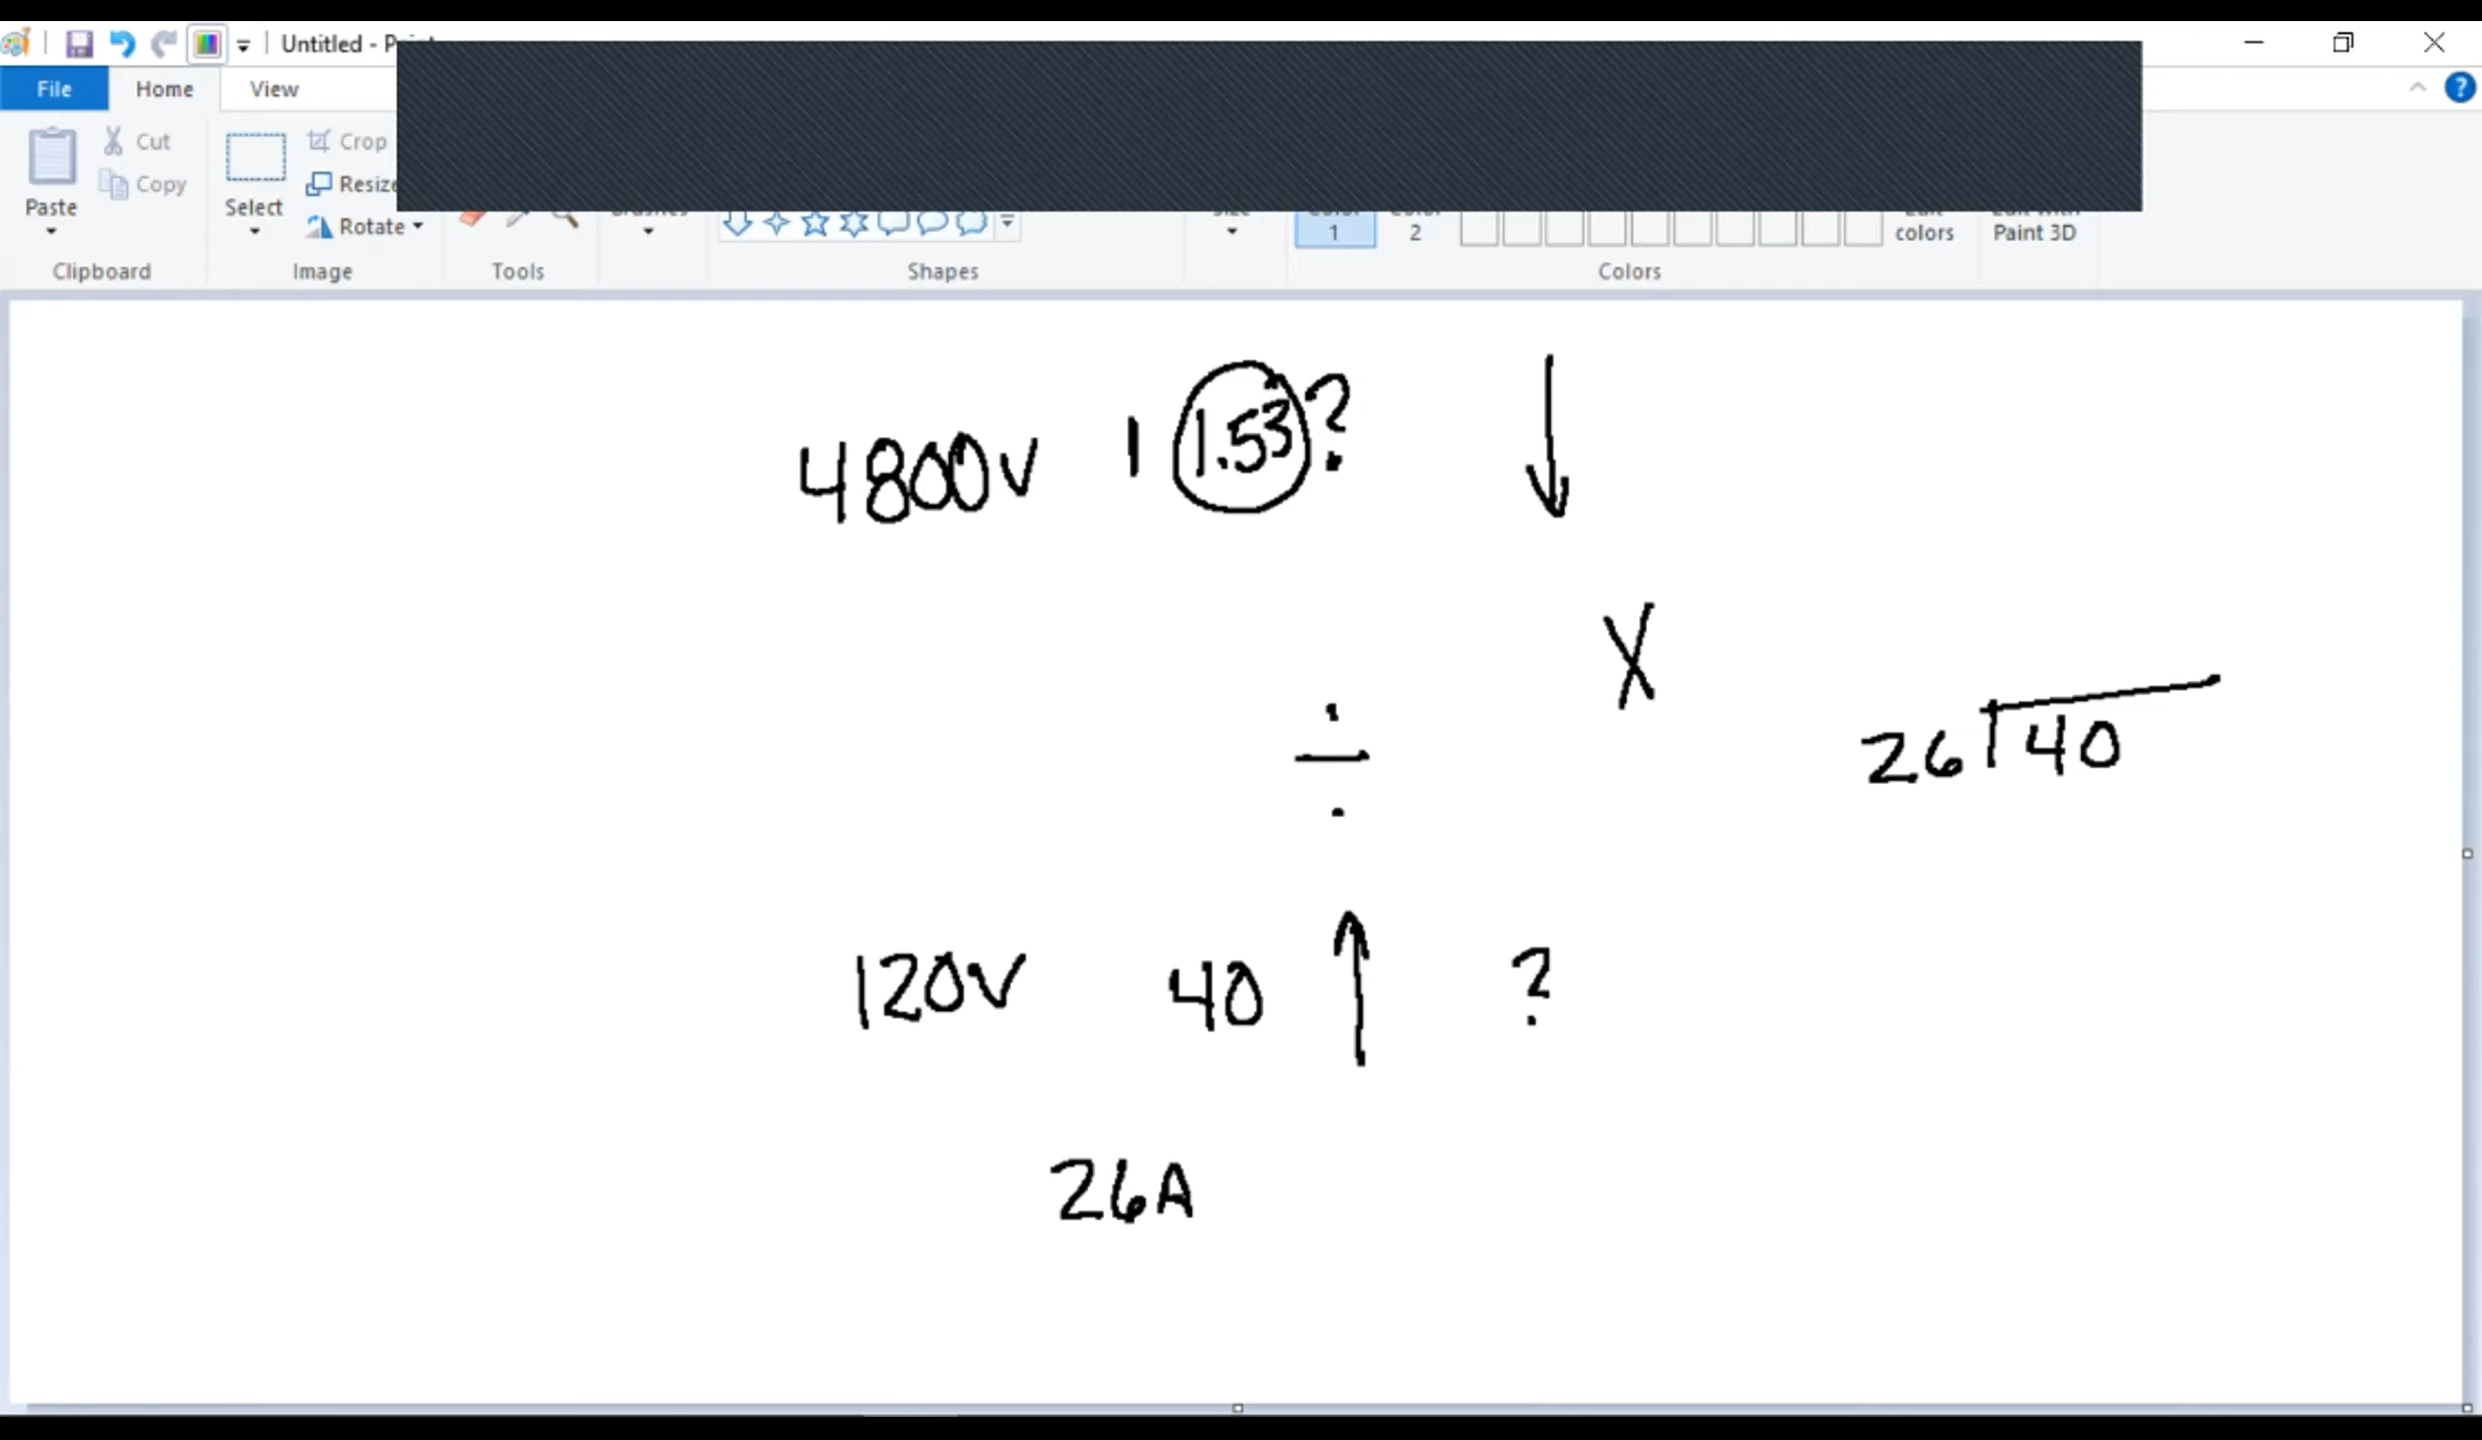 Untitled - P
File Home View
Cut
Crop
Copy
Resize
Paste
Select
Rotate
1 2 colors Paint 3D
Clipboard Image Tools Shapes Colors
4800V 1 1.53 ?
X
÷
26 40
120V 40 ?
26A